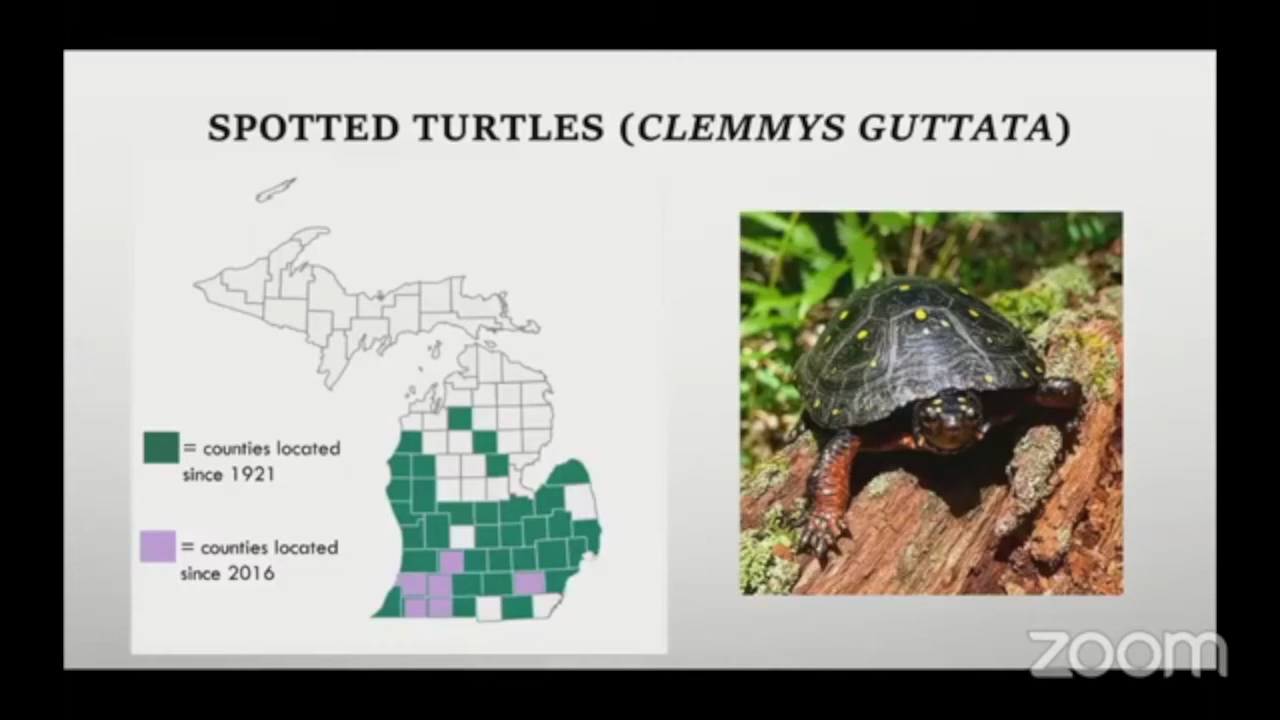 SPOTTED TURTLES (CLEMMYS GUTTATA)
= counties located
since 1921
= counties located
since 2016
zoom